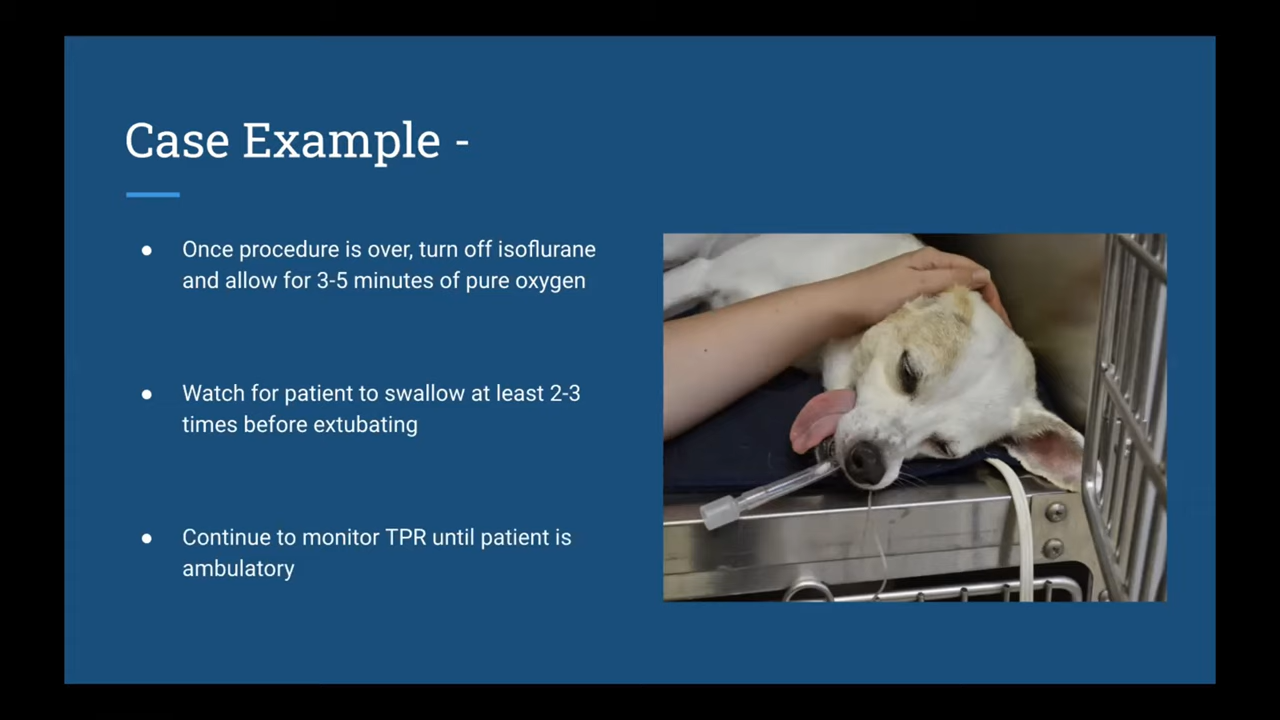 Case Example -
● Once procedure is over, turn off isoflurane
and allow for 3-5 minutes of pure oxygen
● Watch for patient to swallow at least 2-3
times before extubating
● Continue to monitor TPR until patient is
ambulatory